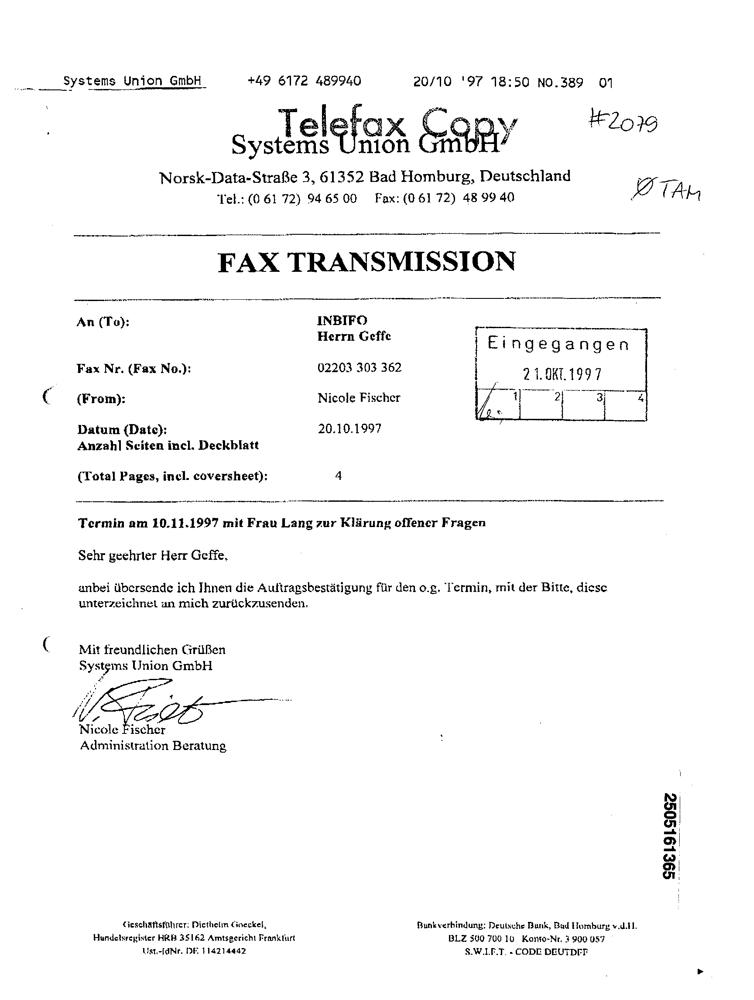 Systems Union GmbH +49 6172 489940 20/10 '97 18:50 NO.389 01
Telefax Copy
Systems Union GmbH
#2079
Norsk-Data-Straße 3, 61352 Bad Homburg, Deutschland
Tel.: (0 61 72) 94 65 00 Fax: (0 61 72) 48 99 40
Ø TAM
FAX TRANSMISSION
An (To): INBIFO
Herrn Geffe
Fax Nr. (Fax No.): 02203 303 362
(From): Nicole Fischer
Datum (Date): 20.10.1997
Anzahl Seiten incl. Deckblatt
(Total Pages, incl. coversheet): 4
Eingegangen
21. OKT. 1997
1 2 3 4
Termin am 10.11.1997 mit Frau Lang zur Klärung offener Fragen
Sehr geehrter Herr Geffe,
anbei übersende ich Ihnen die Auftragsbestätigung für den o.g. Termin, mit der Bitte, diese
unterzeichnet an mich zurückzusenden.
Mit freundlichen Grüßen
Systems Union GmbH
Nicole Fischer
Administration Beratung
2505161365
Geschäftsführer: Diethelm Gneckel,
Handelsregister HRB 35162 Amtsgericht Frankfurt
Ust.-IdNr. DE 114214442
Bankverbindung: Deutsche Bank, Bad Homburg v.d.H.
BLZ 500 700 10 Konto-Nr. 3 900 057
S.W.I.F.T. - CODE DEUTDFF